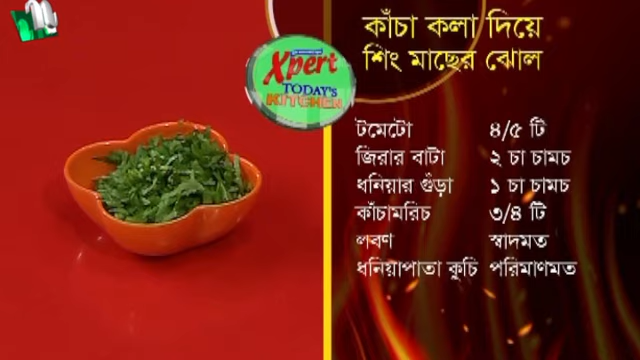 কাঁচা কলা দিয়ে
শিং মাছের ঝোল
Xpert
TODAY'S
KITCHEN
টমেটো ৪/৫ টি
জিরার বাটা ২ চা চামচ
ধনিয়ার গুঁড়া ১ চা চামচ
কাঁচামরিচ ৩/৪ টি
লবণ স্বাদমত
ধনিয়াপাতা কুচি পরিমাণমত